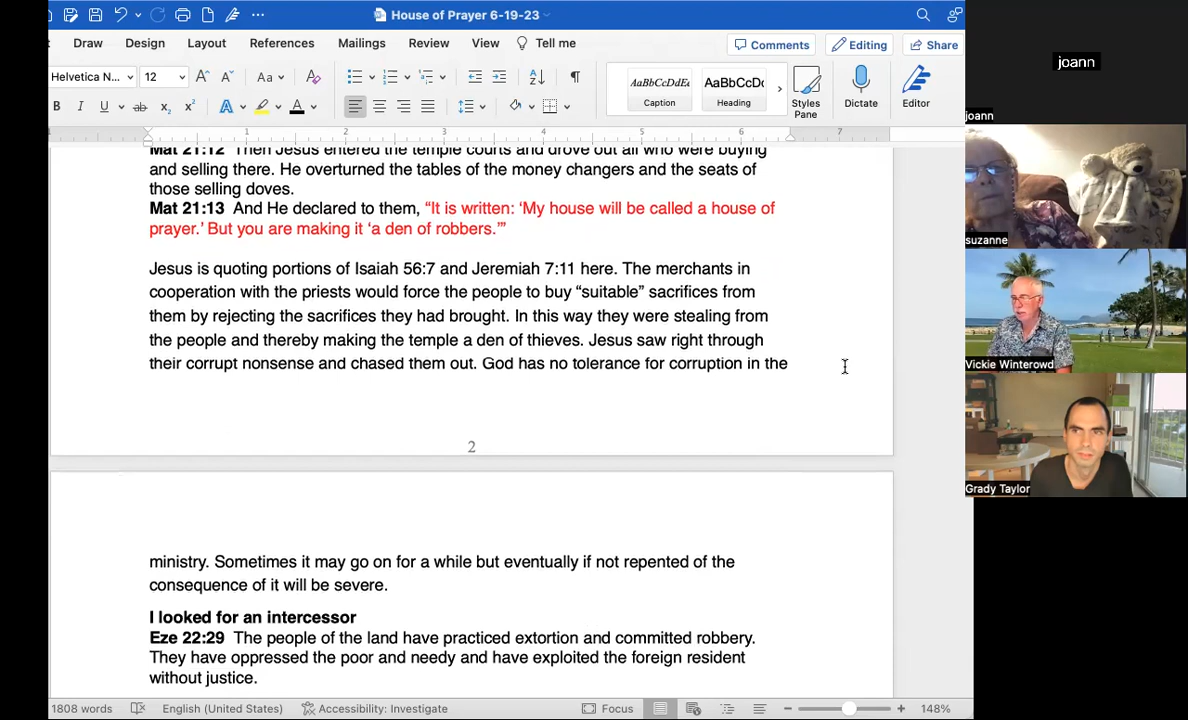 House of Prayer 6-19-23
Draw Design Layout References Mailings Review View Tell me Comments Editing Share
Helvetica N... 12 Aa
AaBbCcDdEe AaBbCcDc
Caption Heading Styles Pane Dictate Editor
B I U ab x₂ x² A A
1 2 3 4 5 6 7
Mat 21:12 Then Jesus entered the temple courts and drove out all who were buying
and selling there. He overturned the tables of the money changers and the seats of
those selling doves.
Mat 21:13 And He declared to them, “It is written: ‘My house will be called a house of
prayer.’ But you are making it ‘a den of robbers.’”
Jesus is quoting portions of Isaiah 56:7 and Jeremiah 7:11 here. The merchants in
cooperation with the priests would force the people to buy “suitable” sacrifices from
them by rejecting the sacrifices they had brought. In this way they were stealing from
the people and thereby making the temple a den of thieves. Jesus saw right through
their corrupt nonsense and chased them out. God has no tolerance for corruption in the
2
ministry. Sometimes it may go on for a while but eventually if not repented of the
consequence of it will be severe.
I looked for an intercessor
Eze 22:29 The people of the land have practiced extortion and committed robbery.
They have oppressed the poor and needy and have exploited the foreign resident
without justice.
1808 words English (United States) Accessibility: Investigate Focus 148%
joann
joann
suzanne
Vickie Winterowd
Grady Taylor